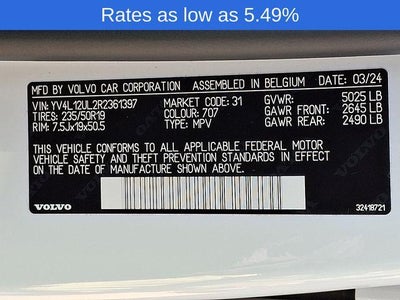 Rates as low as 5.49%
MFD BY VOLVO CAR CORPORATION ASSEMBLED IN BELGIUM DATE: 03/24
VIN: YV4L12UL2R2361397 MARKET CODE: 31 GVWR: 5025 LB
TIRES: 235/50R19 COLOUR: 707 GAWR FRONT: 2645 LB
RIM: 7.5Jx19x50.5 TYPE: MPV GAWR REAR: 2490 LB
THIS VEHICLE CONFORMS TO ALL APPLICABLE FEDERAL MOTOR
VEHICLE SAFETY AND THEFT PREVENTION STANDARDS IN EFFECT
ON THE DATE OF MANUFACTURE SHOWN ABOVE.
VOLVO 32418721